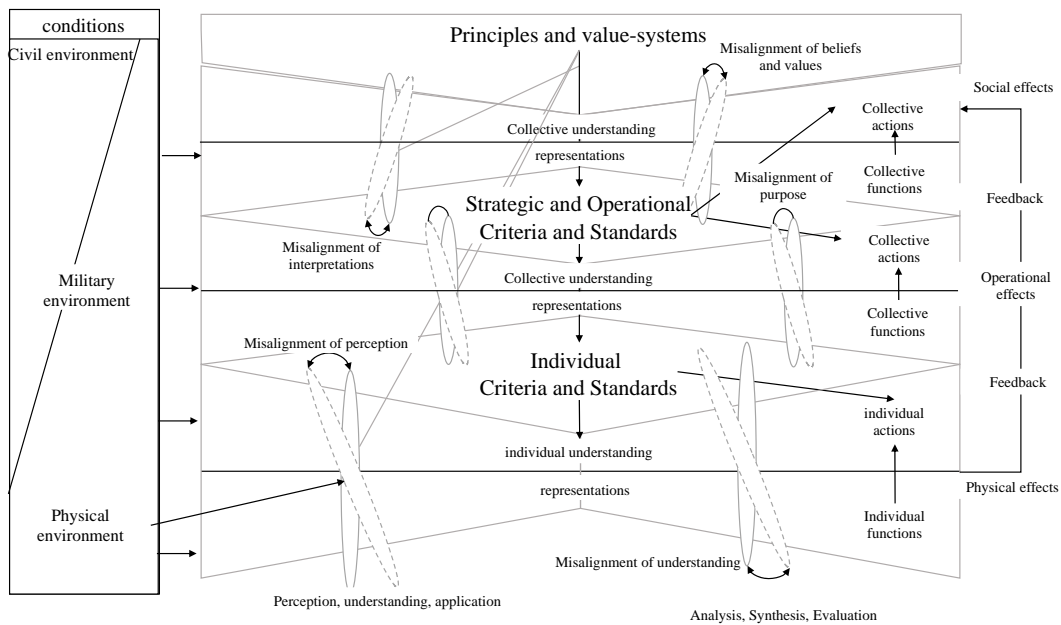 conditions
Civil environment
Military
environment
Physical
environment
Principles and value-systems
Misalignment of beliefs
and values
Collective understanding
representations
Misalignment of
purpose
Strategic and Operational
Criteria and Standards
Misalignment of
interpretations
Collective understanding
representations
Misalignment of perception
Individual
Criteria and Standards
individual understanding
representations
Misalignment of understanding
Perception, understanding, application
Analysis, Synthesis, Evaluation
Collective
actions
Collective
functions
Collective
actions
Collective
functions
individual
actions
Individual
functions
Social effects
Feedback
Operational
effects
Feedback
Physical effects